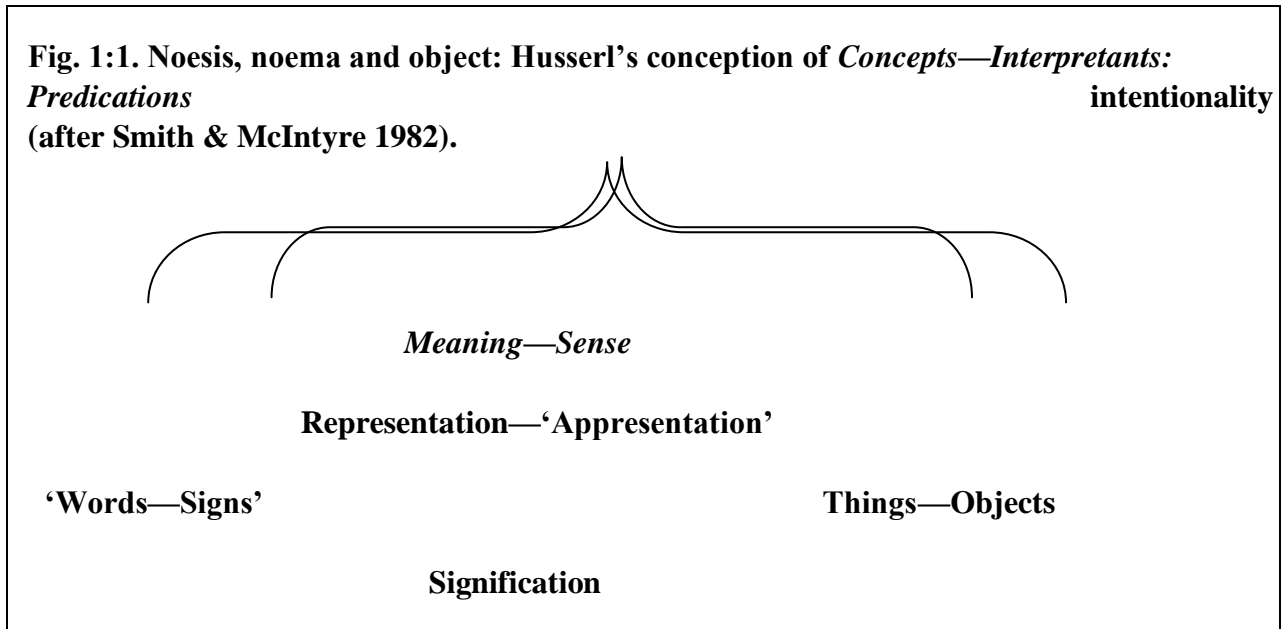 Fig. 1:1. Noesis, noema and object: Husserl’s conception of Concepts—Interpretants:
Predications intentionality
(after Smith & McIntyre 1982).
Meaning—Sense
Representation—‘Appresentation’
‘Words—Signs’ Things—Objects
Signification